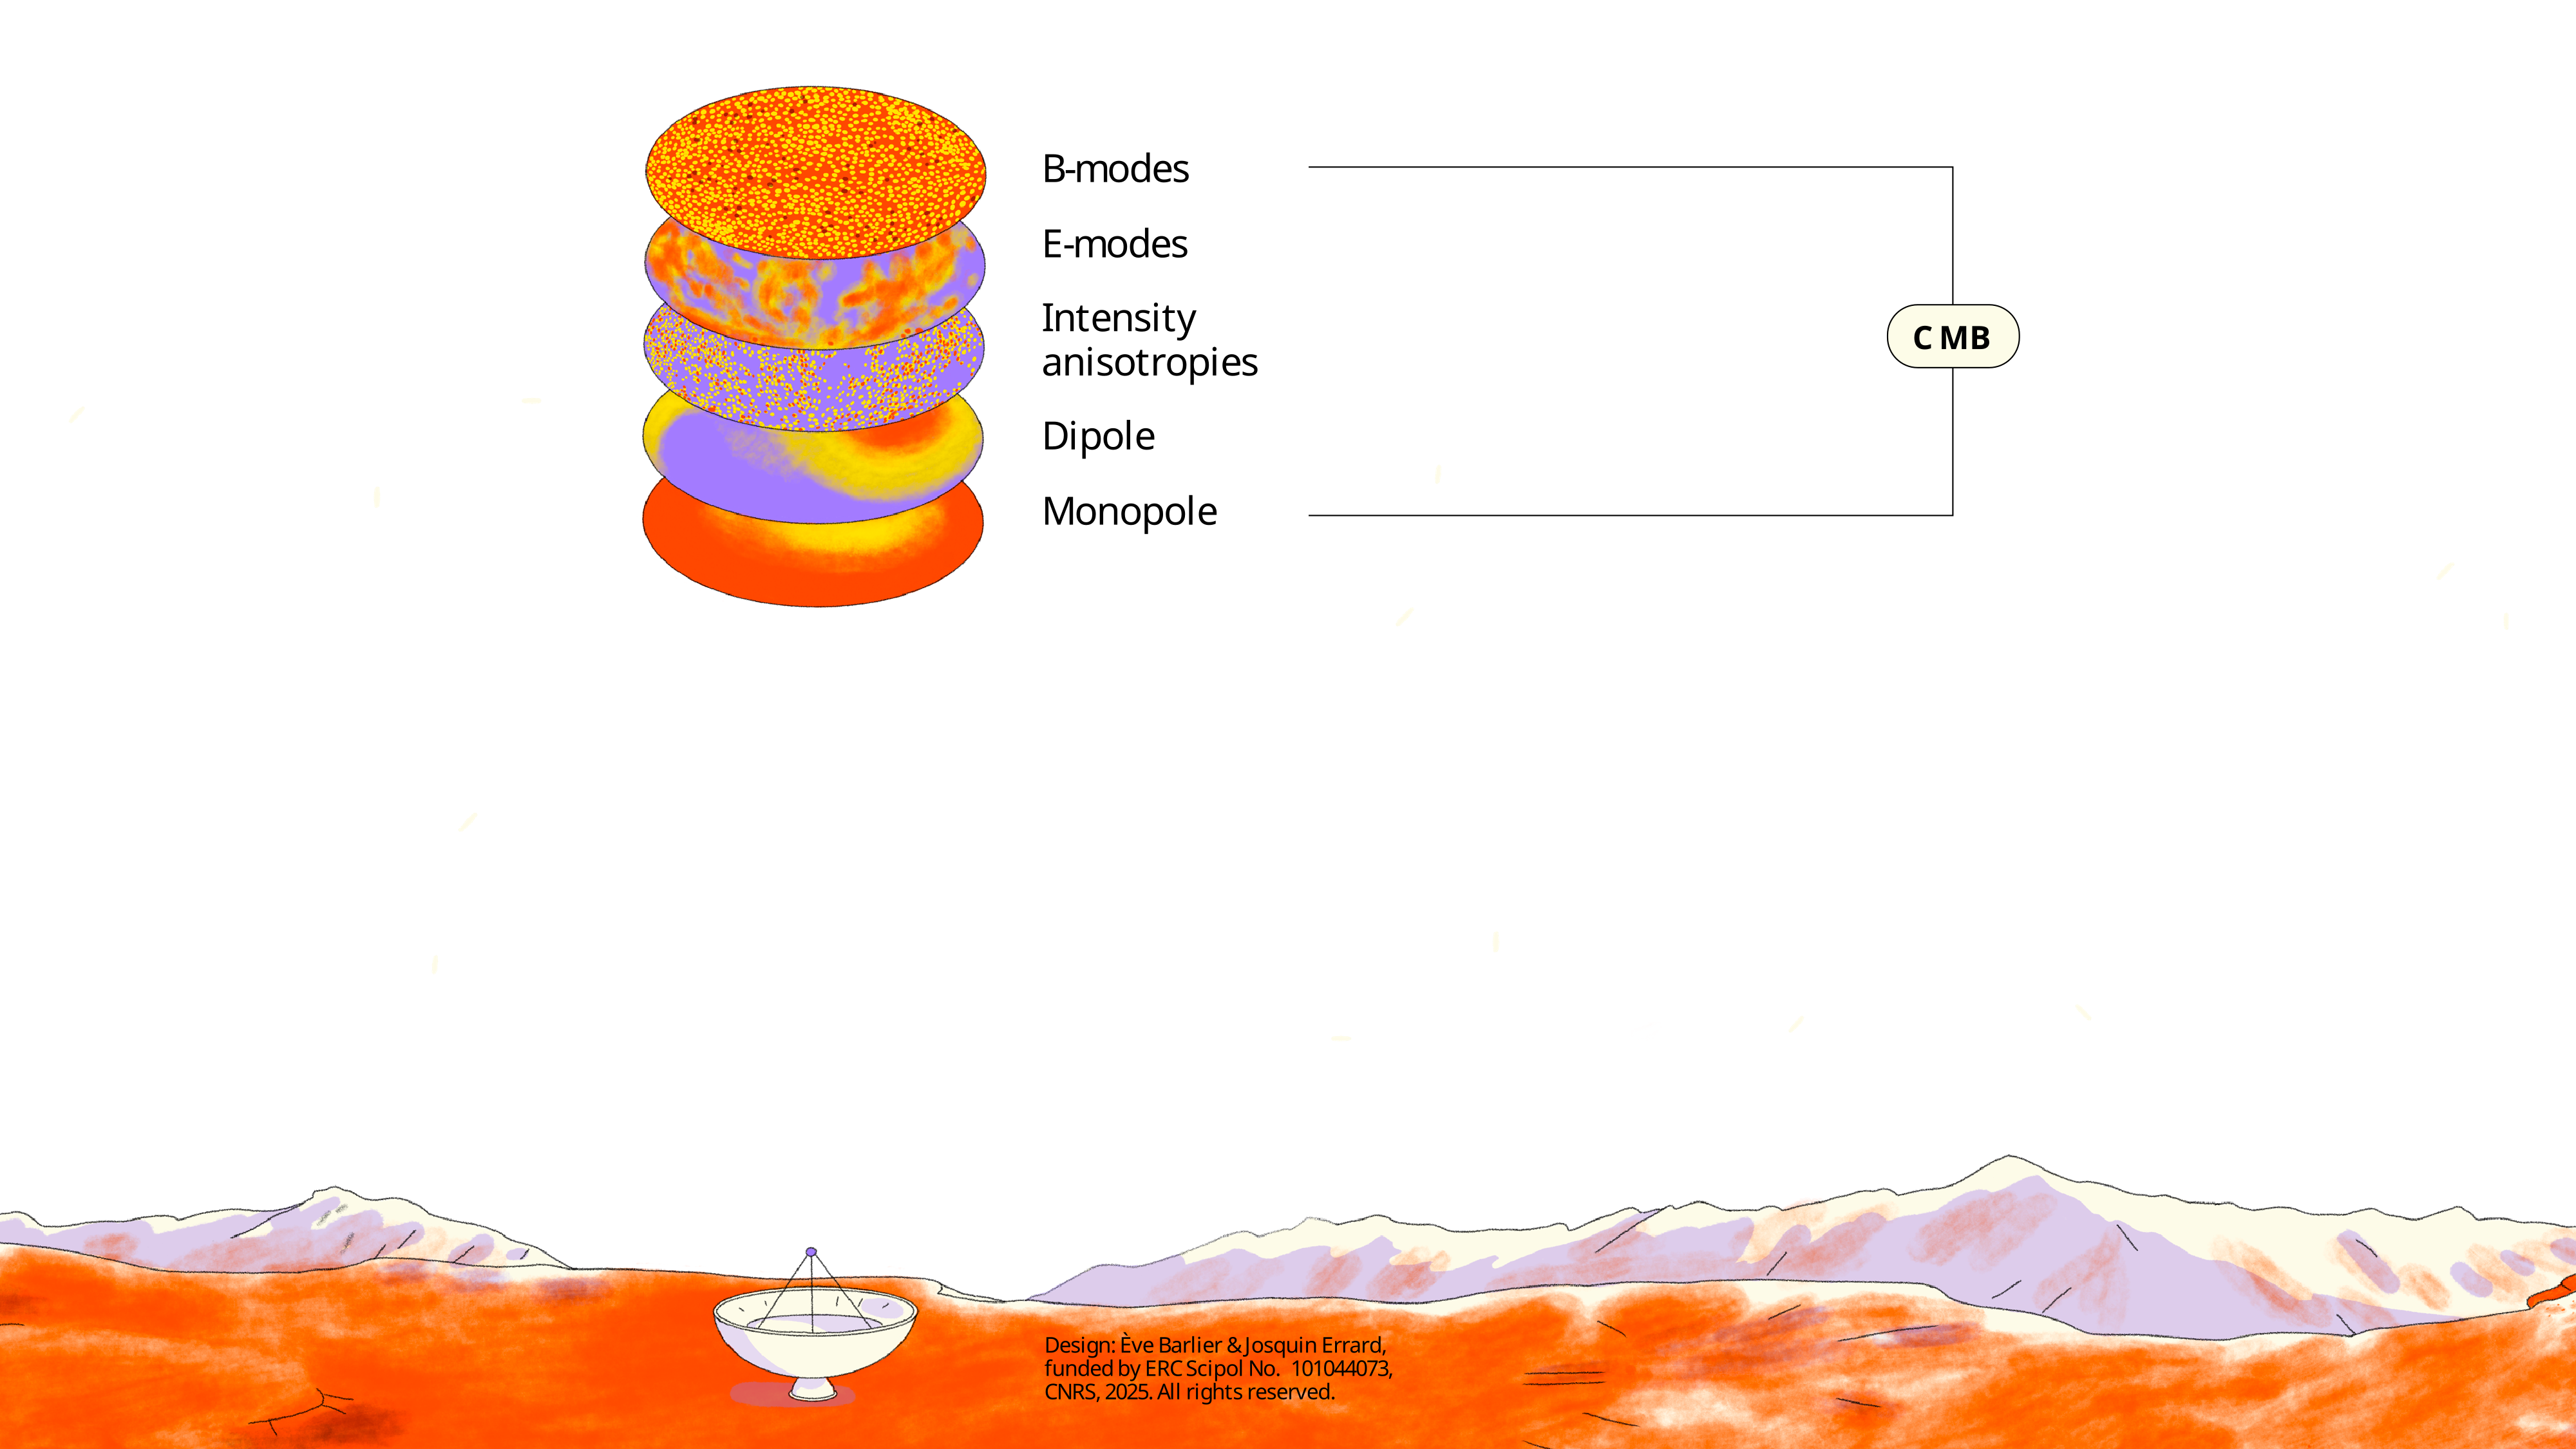 B-modes
E-modes
Intensity
anisotropies
Dipole
Monopole
CMB
Design: Ève Barlier & Josquin Errard,
funded by ERC Scipol No. 101044073,
CNRS, 2025. All rights reserved.